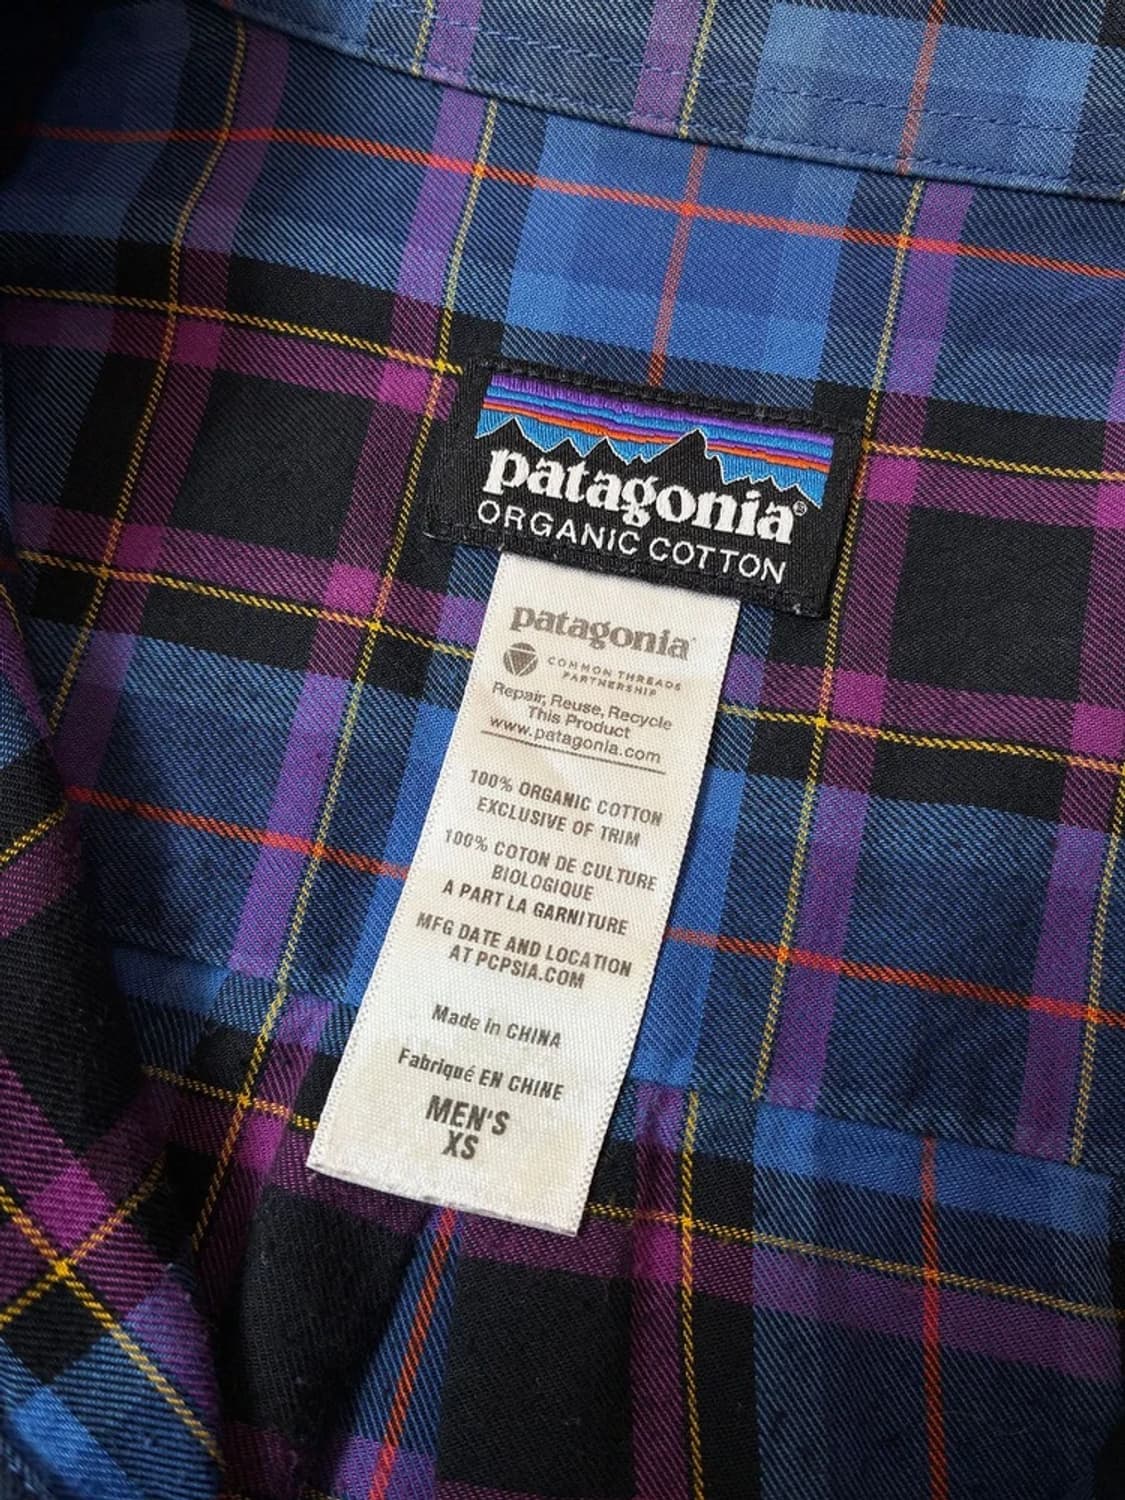 patagonia®
ORGANIC COTTON
patagonia
COMMON THREADS
PARTNERSHIP
Repair, Reuse, Recycle
This Product
www.patagonia.com
100% ORGANIC COTTON
EXCLUSIVE OF TRIM
100% COTON DE CULTURE
BIOLOGIQUE
A PART LA GARNITURE
MFG DATE AND LOCATION
AT PCPSIA.COM
Made in CHINA
Fabriqué EN CHINE
MEN'S
XS